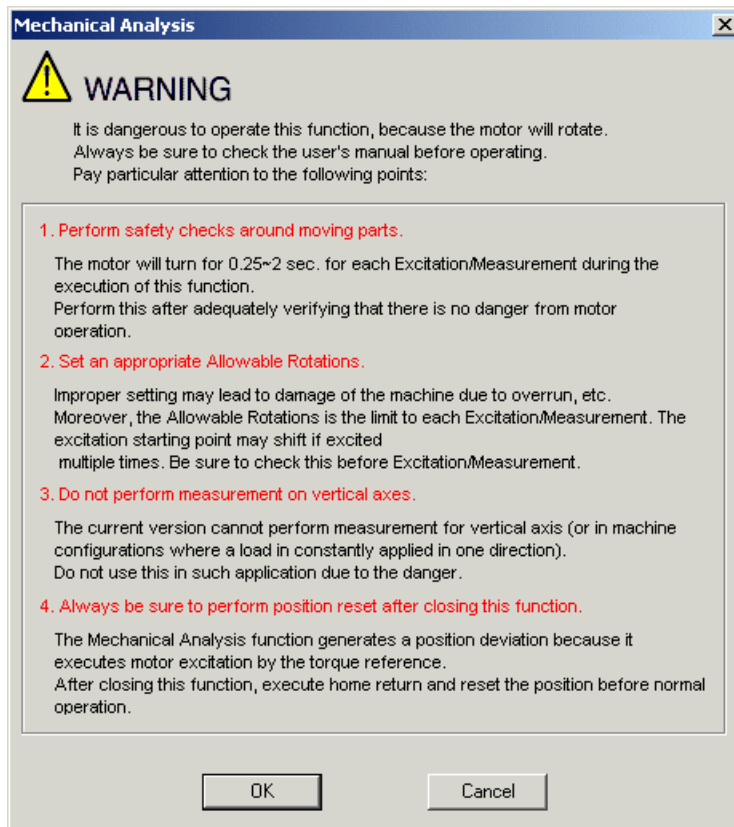 Mechanical Analysis
WARNING
It is dangerous to operate this function, because the motor will rotate.
Always be sure to check the user's manual before operating.
Pay particular attention to the following points:
1. Perform safety checks around moving parts.
The motor will turn for 0.25~2 sec. for each Excitation/Measurement during the
execution of this function.
Perform this after adequately verifying that there is no danger from motor
operation.
2. Set an appropriate Allowable Rotations.
Improper setting may lead to damage of the machine due to overrun, etc.
Moreover, the Allowable Rotations is the limit to each Excitation/Measurement. The
excitation starting point may shift if excited
multiple times. Be sure to check this before Excitation/Measurement.
3. Do not perform measurement on vertical axes.
The current version cannot perform measurement for vertical axis (or in machine
configurations where a load in constantly applied in one direction).
Do not use this in such application due to the danger.
4. Always be sure to perform position reset after closing this function.
The Mechanical Analysis function generates a position deviation because it
executes motor excitation by the torque reference.
After closing this function, execute home return and reset the position before normal
operation.
OK
Cancel